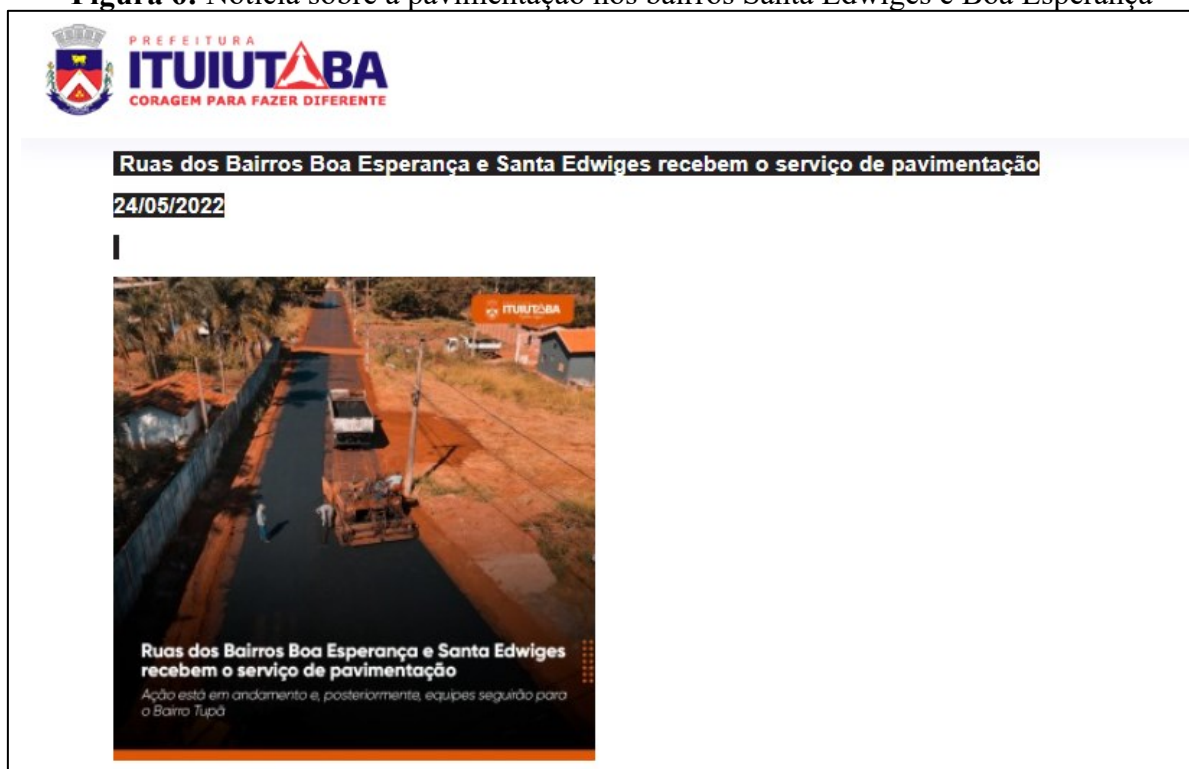 Figura 6: Notícia sobre a pavimentação nos bairros Santa Edwiges e Boa Esperança
PREFEITURA
ITUIUTABA
CORAGEM PARA FAZER DIFERENTE
Ruas dos Bairros Boa Esperança e Santa Edwiges recebem o serviço de pavimentação
24/05/2022
ITUIUTABA
Ruas dos Bairros Boa Esperança e Santa Edwiges
recebem o serviço de pavimentação
Ação está em andamento e, posteriormente, equipes seguirão para
o Bairro Tupã